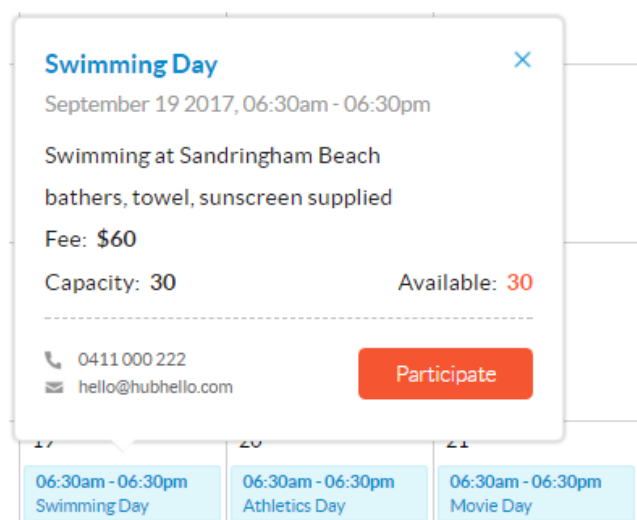 Swimming Day
September 19 2017, 06:30am - 06:30pm
Swimming at Sandringham Beach
bathers, towel, sunscreen supplied
Fee: $60
Capacity: 30 Available: 30
0411 000 222
hello@hubhello.com
Participate
19 20 21
06:30am - 06:30pm 06:30am - 06:30pm 06:30am - 06:30pm
Swimming Day Athletics Day Movie Day